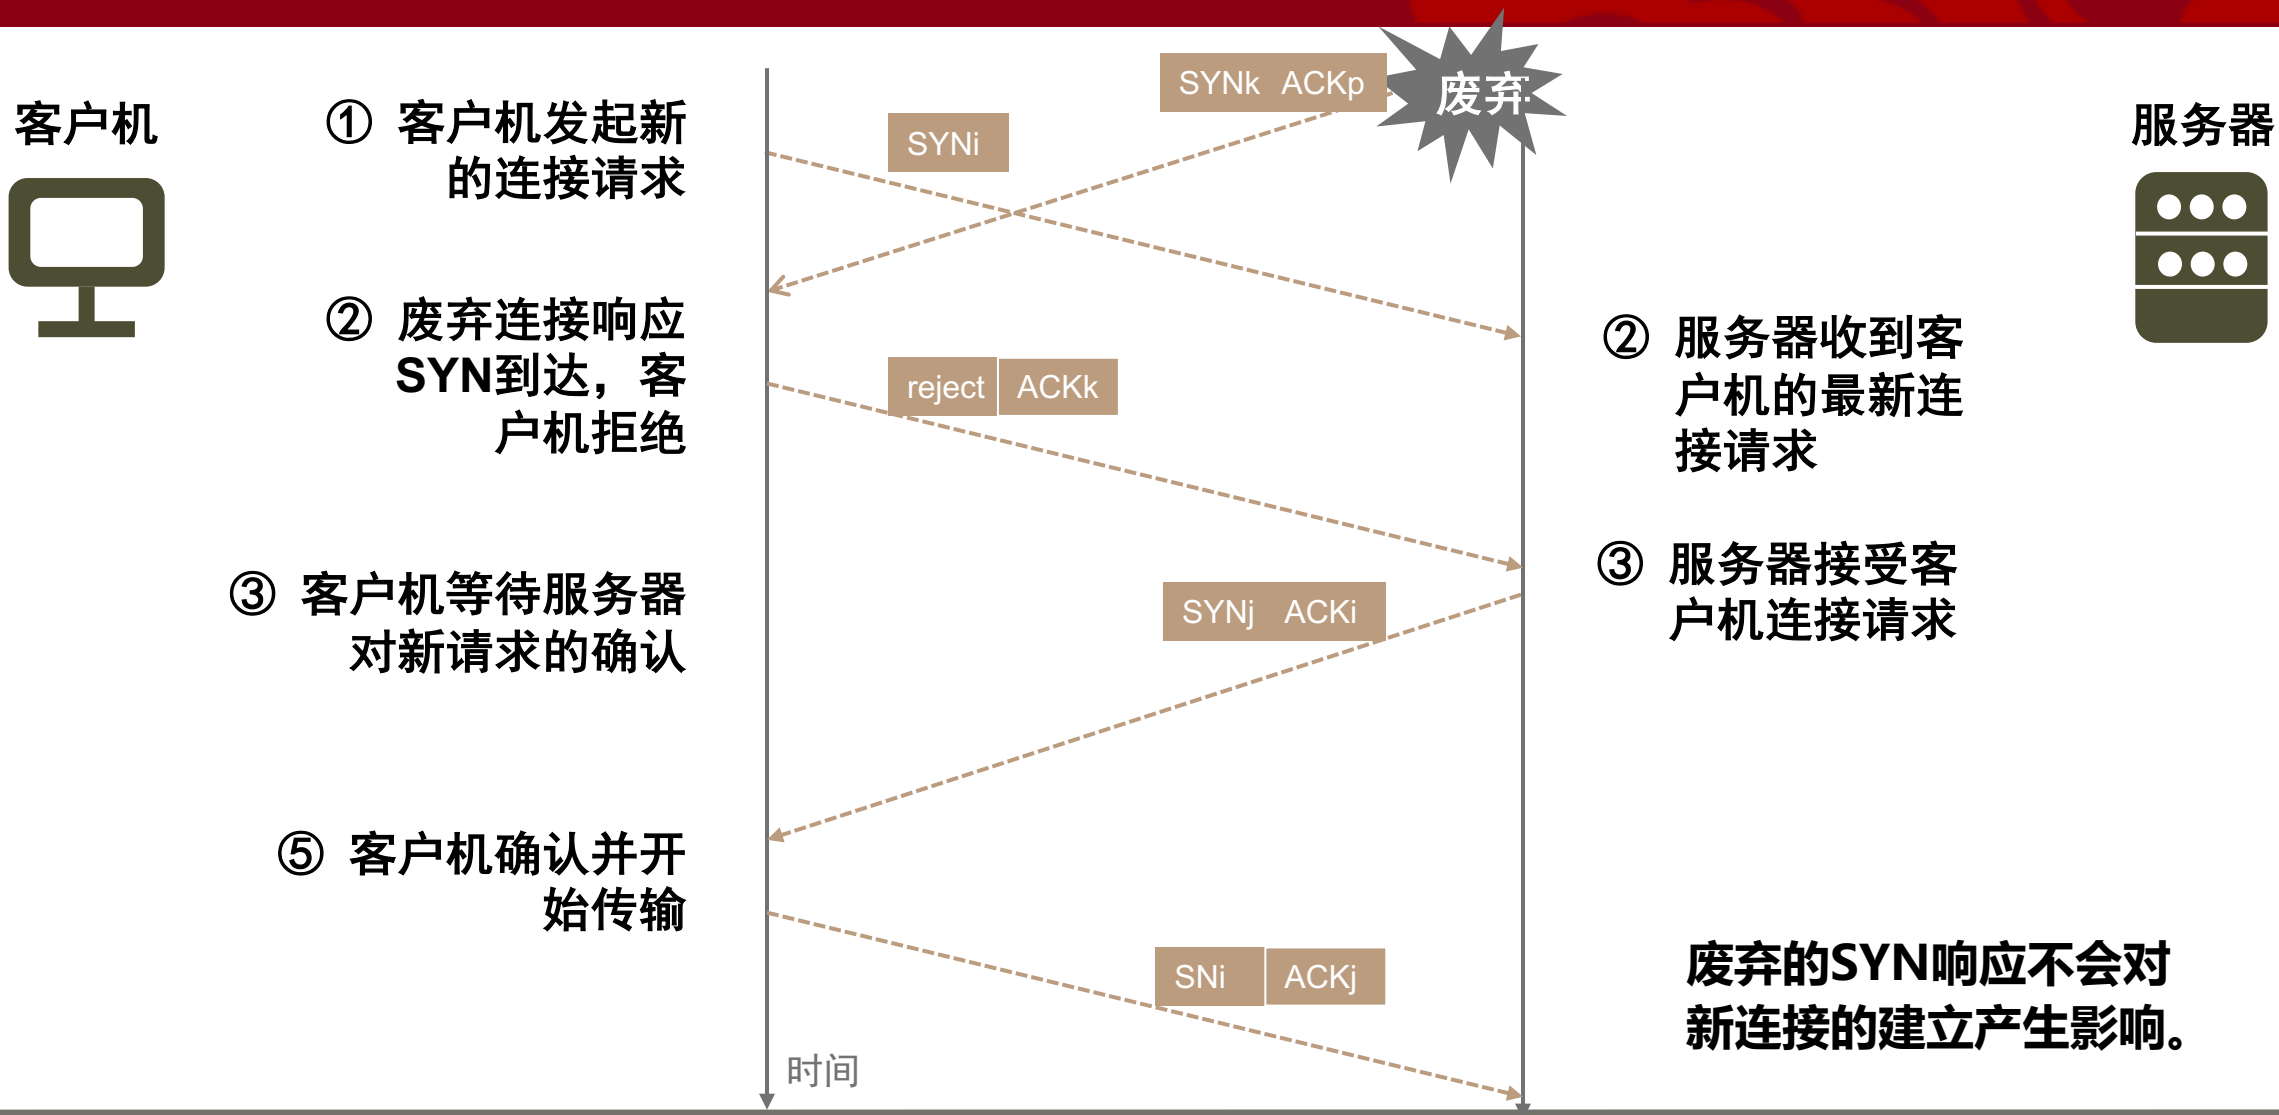 客户机
① 客户机发起新
的连接请求
② 废弃连接响应
SYN到达，客
户机拒绝
③ 客户机等待服务器
对新请求的确认
⑤ 客户机确认并开
始传输
SYNk ACKp
废弃
SYNi
reject ACKk
SYNj ACKi
SNi ACKj
时间
服务器
② 服务器收到客
户机的最新连
接请求
③ 服务器接受客
户机连接请求
废弃的SYN响应不会对
新连接的建立产生影响。